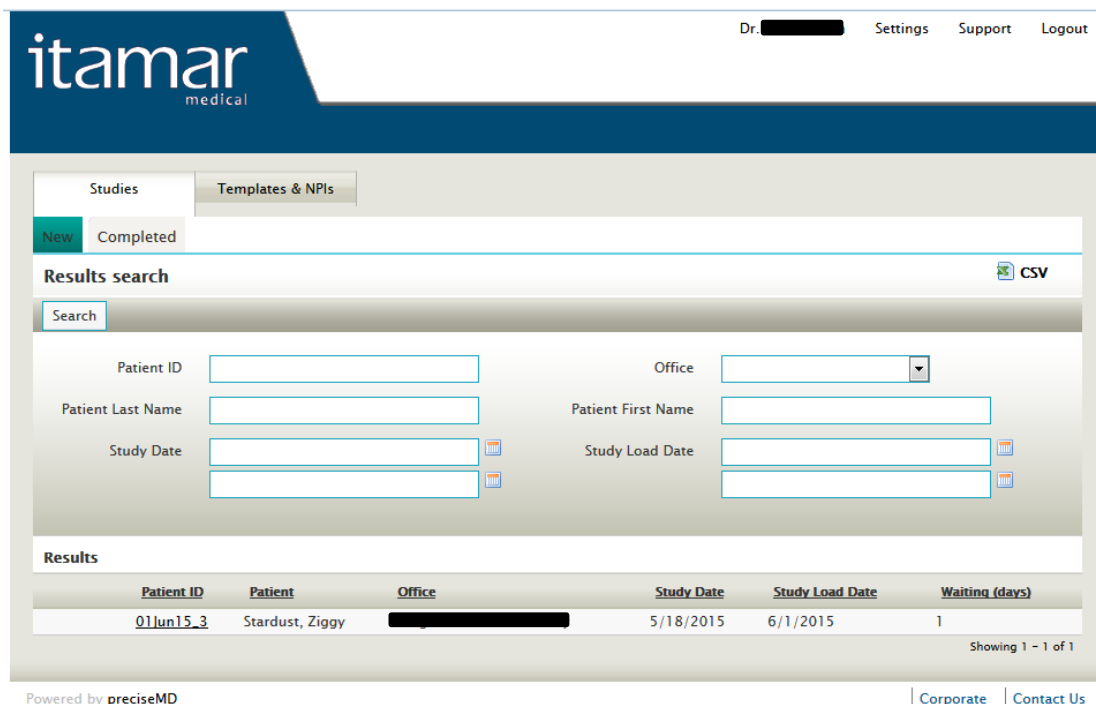 itamar
medical
Dr. Settings Support Logout
Studies Templates & NPIs
New Completed
Results search CSV
Search
Patient ID Office
Patient Last Name Patient First Name
Study Date Study Load Date
Results
Patient ID Patient Office Study Date Study Load Date Waiting (days)
01Jun15_3 Stardust, Ziggy 5/18/2015 6/1/2015 1
Showing 1 - 1 of 1
Powered by preciseMD Corporate Contact Us